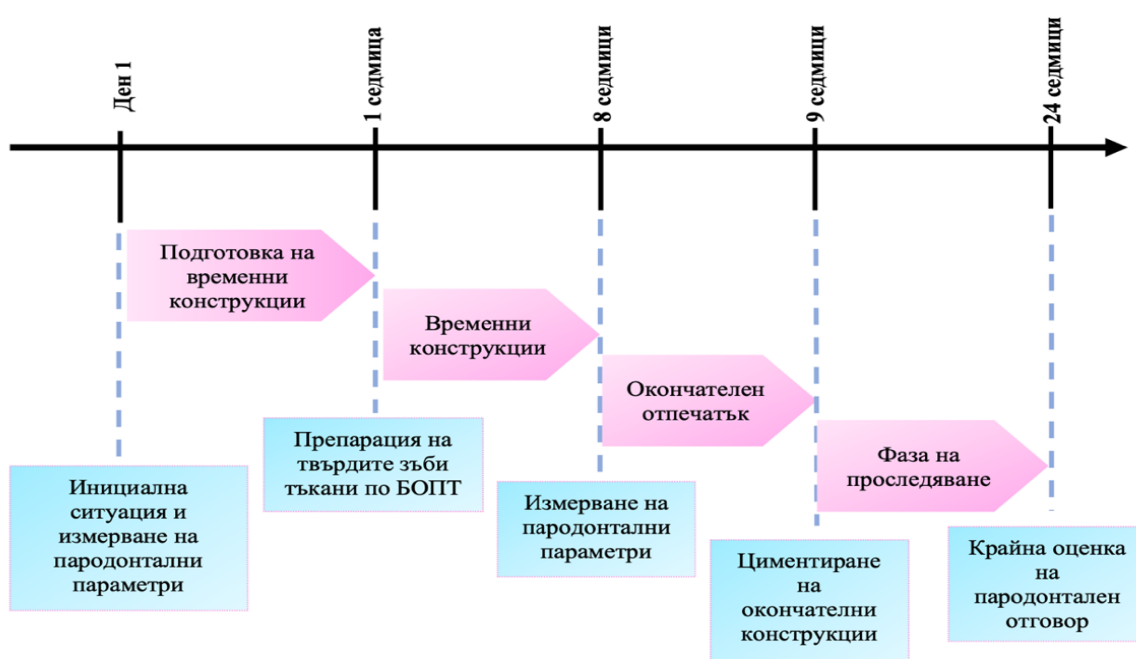 Ден 1
1 седмица
8 седмици
9 седмици
24 седмици
Подготовка на
временни
конструкции
Временни
конструкции
Окончателен
отпечатък
Фаза на
проследяване
Инициална
ситуация и
измерване на
пародонтални
параметри
Препарация на
твърдите зъби
тъкани по БОПТ
Измерване на
пародонтални
параметри
Циментиране
на
окончателни
конструкции
Крайна оценка
на
пародонтален
отговор